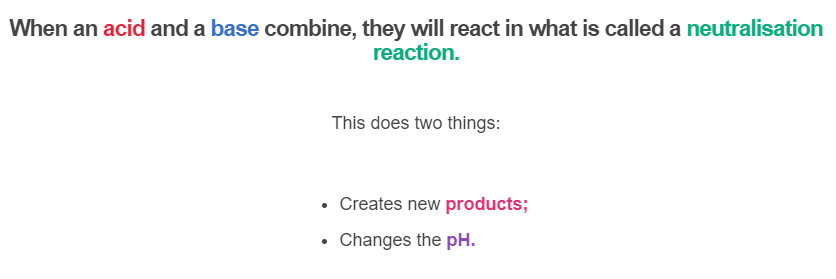 When an acid and a base combine, they will react in what is called a neutralisation
reaction.
This does two things:
• Creates new products;
• Changes the pH.